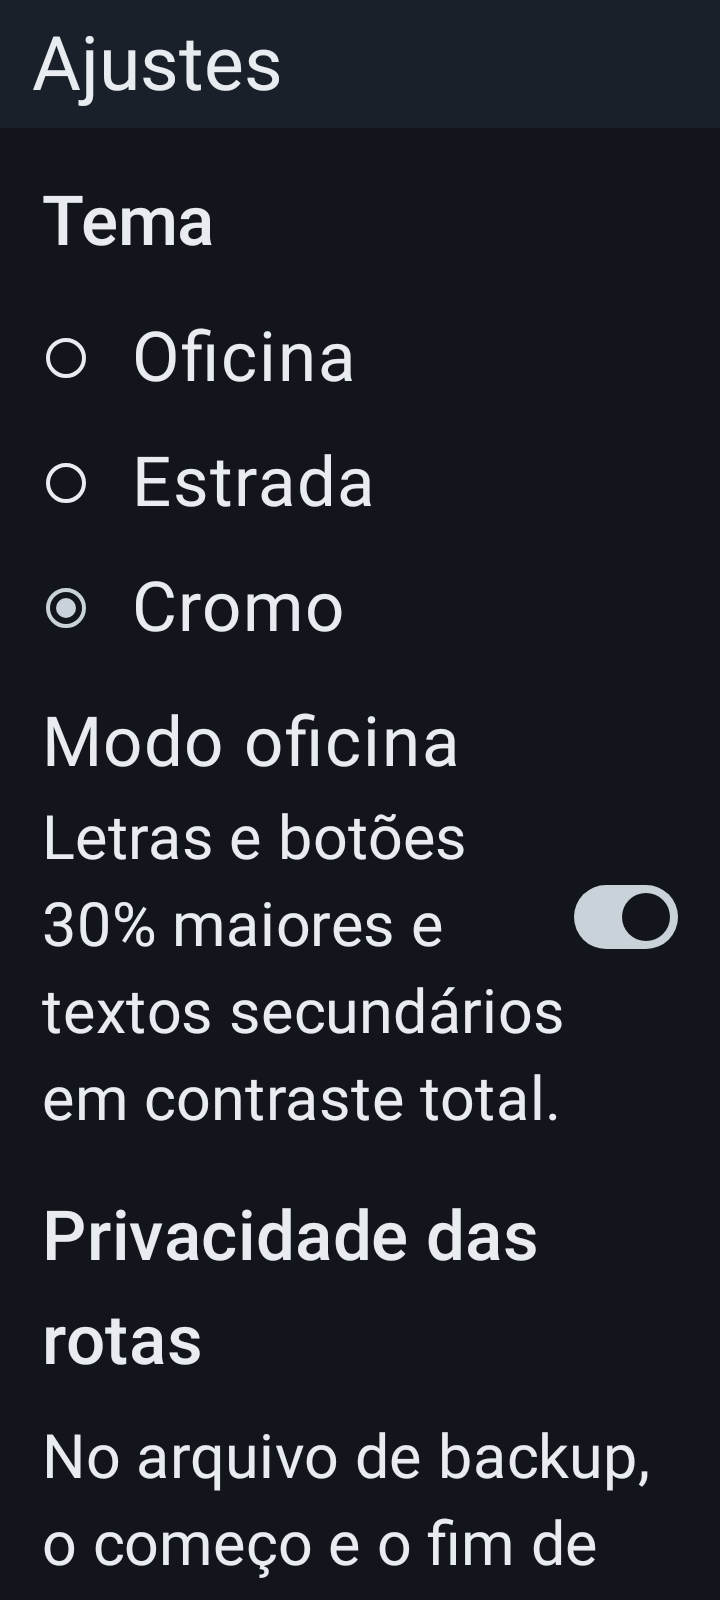 Ajustes
Tema
Oficina
Estrada
Cromo
Modo oficina
Letras e botões
30% maiores e
textos secundários
em contraste total.
Privacidade das
rotas
No arquivo de backup,
o começo e o fim de